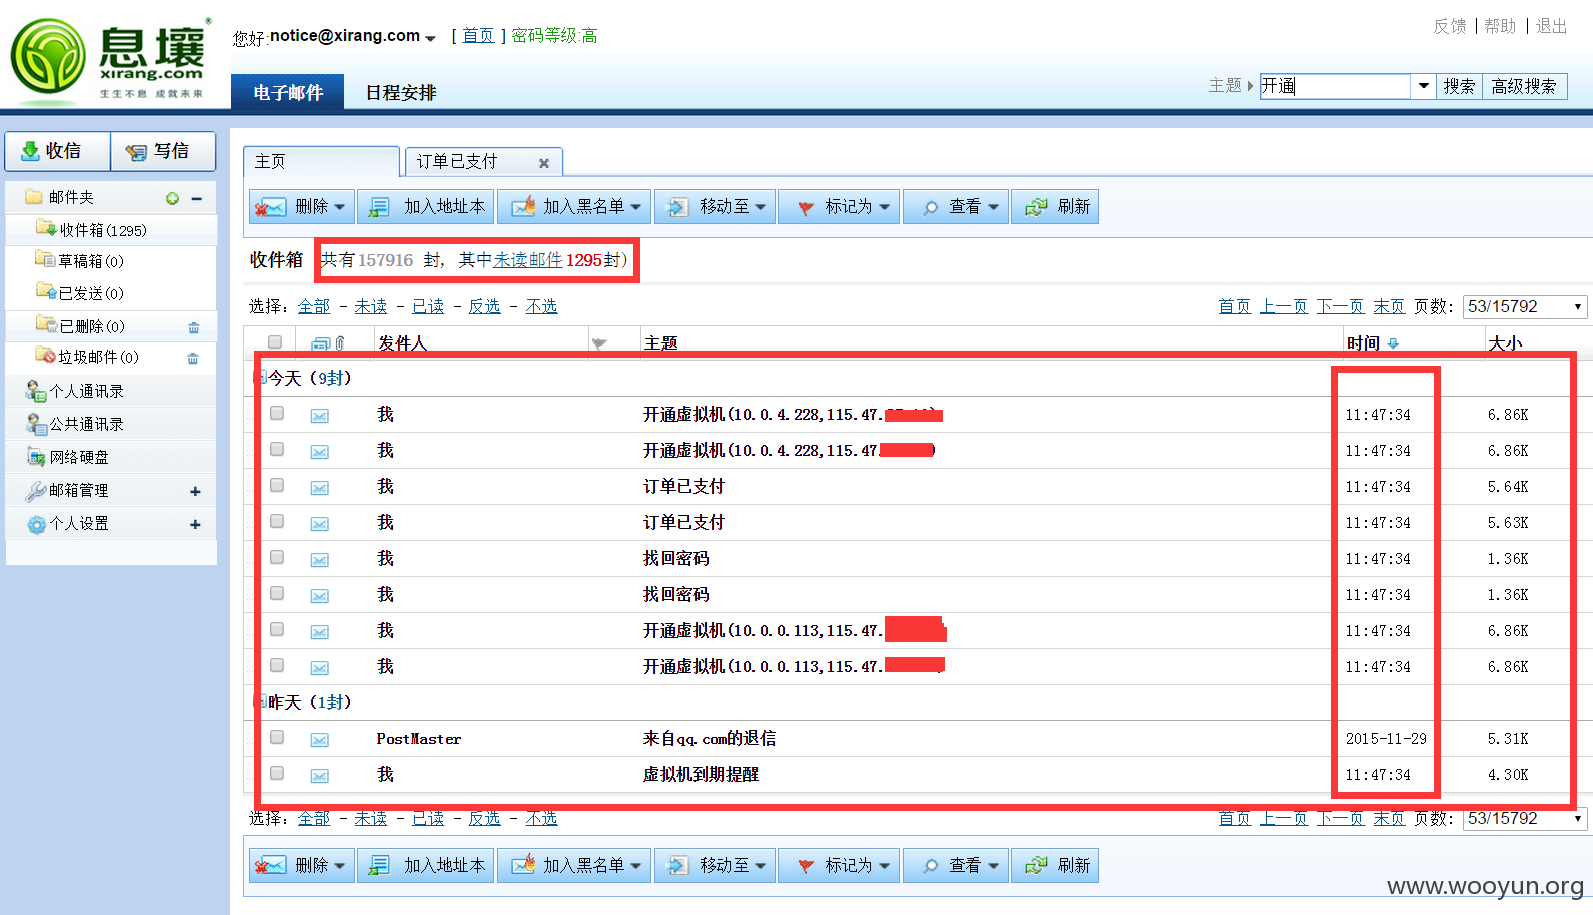 息壤
xirang.com
生生不息 成就未来
您好:notice@xirang.com [ 首页 ] 密码等级:高
反馈 | 帮助 | 退出
电子邮件 日程安排
主题 开通 搜索 高级搜索
收信 写信
邮件夹
收件箱(1295)
草稿箱(0)
已发送(0)
已删除(0)
垃圾邮件(0)
个人通讯录
公共通讯录
网络硬盘
邮箱管理
个人设置
主页 订单已支付
删除 加入地址本 加入黑名单 移动至 标记为 查看 刷新
收件箱 共有157916 封, 其中未读邮件 1295封)
选择: 全部 - 未读 - 已读 - 反选 - 不选 首页 上一页 下一页 末页 页数: 53/15792
发件人 主题 时间 大小
今天 (9封)
我 开通虚拟机(10.0.4.228,115.47. 11:47:34 6.86K
我 开通虚拟机(10.0.4.228,115.47. 11:47:34 6.86K
我 订单已支付 11:47:34 5.64K
我 订单已支付 11:47:34 5.63K
我 找回密码 11:47:34 1.36K
我 找回密码 11:47:34 1.36K
我 开通虚拟机(10.0.0.113,115.47. 11:47:34 6.86K
我 开通虚拟机(10.0.0.113,115.47. 11:47:34 6.86K
昨天 (1封)
PostMaster 来自qq.com的退信 2015-11-29 5.31K
我 虚拟机到期提醒 11:47:34 4.30K
选择: 全部 - 未读 - 已读 - 反选 - 不选 首页 上一页 下一页 末页 页数: 53/15792
删除 加入地址本 加入黑名单 移动至 标记为 查看 刷新
www.wooyun.org